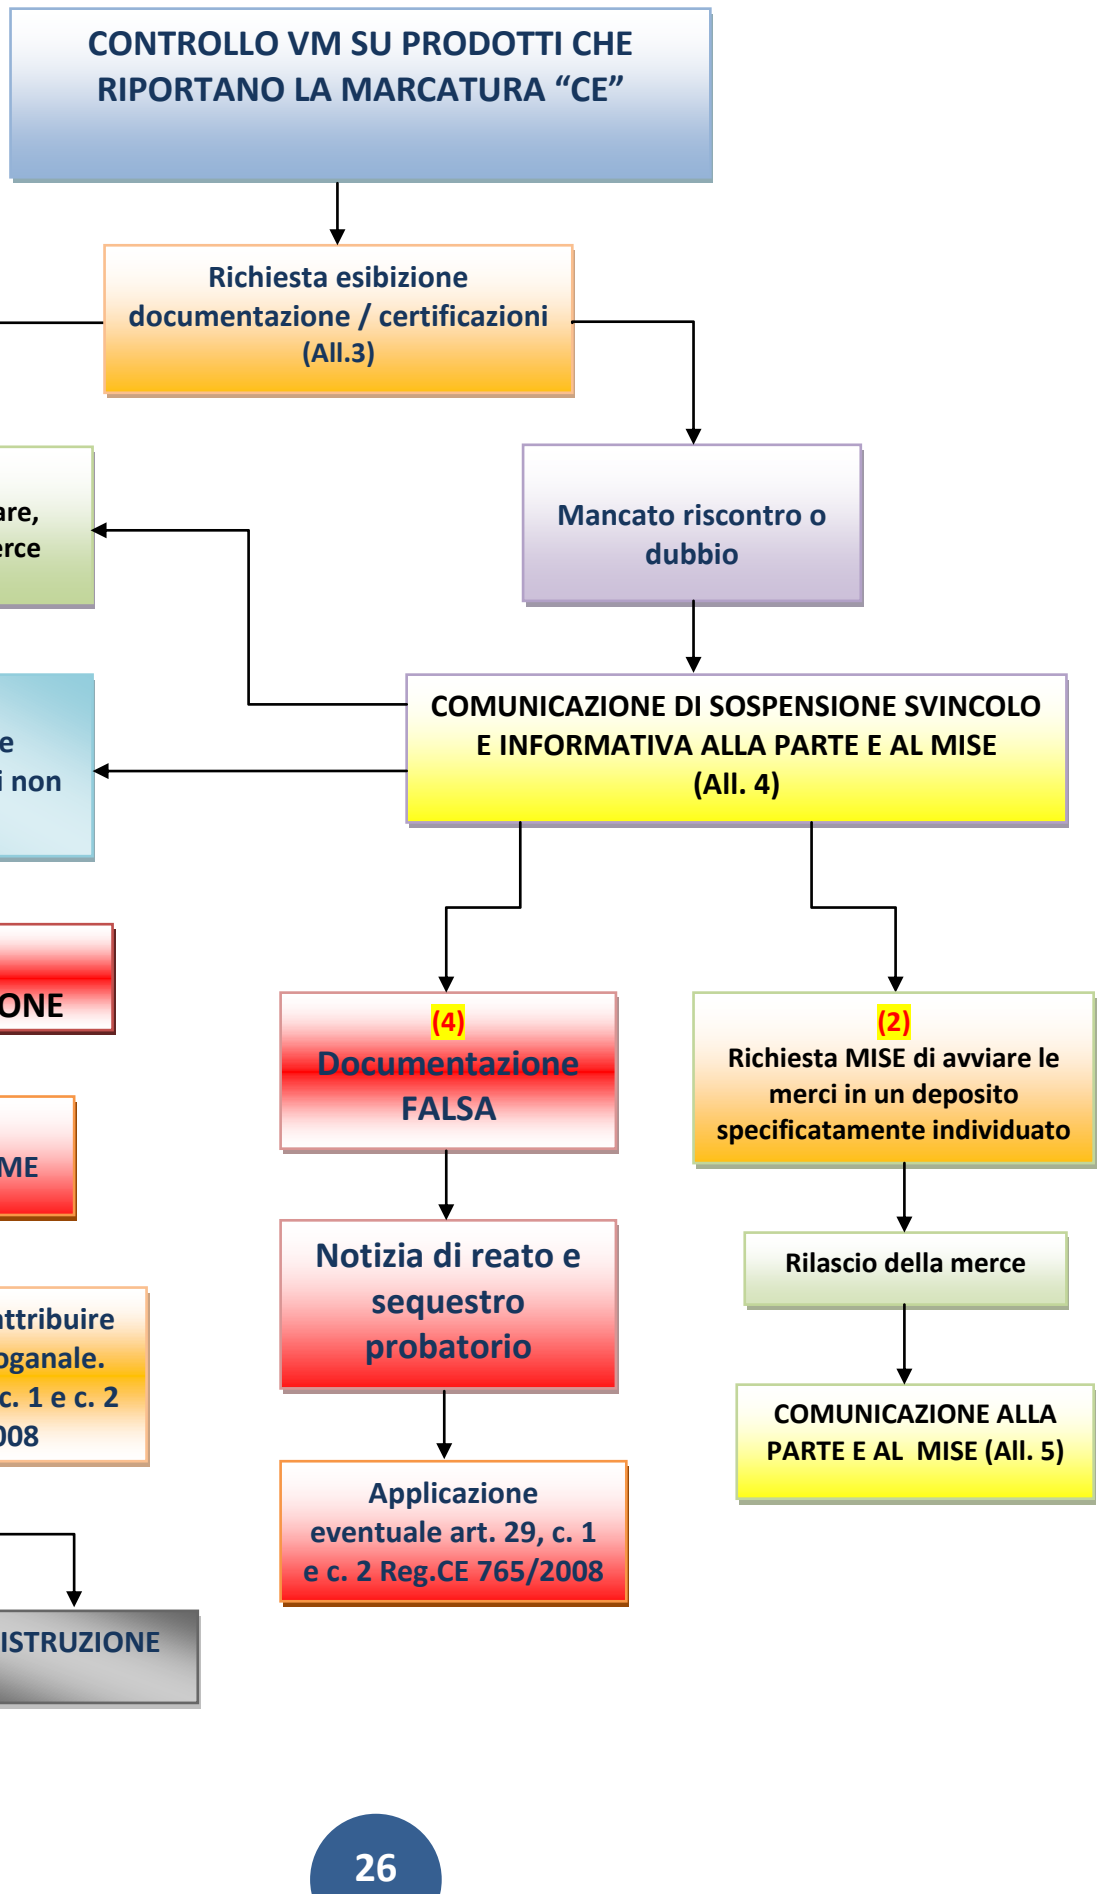 CONTROLLO VM SU PRODOTTI CHE
RIPORTANO LA MARCATURA “CE”
Richiesta esibizione
documentazione / certificazioni
(All.3)
Mancato riscontro o
dubbio
COMUNICAZIONE DI SOSPENSIONE SVINCOLO
E INFORMATIVA ALLA PARTE E AL MISE
(All. 4)
i non
(4)
Documentazione
FALSA
(2)
Richiesta MISE di avviare le
merci in un deposito
specificatamente individuato
Notizia di reato e
sequestro
probatorio
Rilascio della merce
c. 1 e c. 2
COMUNICAZIONE ALLA
PARTE E AL MISE (All. 5)
Applicazione
eventuale art. 29, c. 1
e c. 2 Reg.CE 765/2008
26